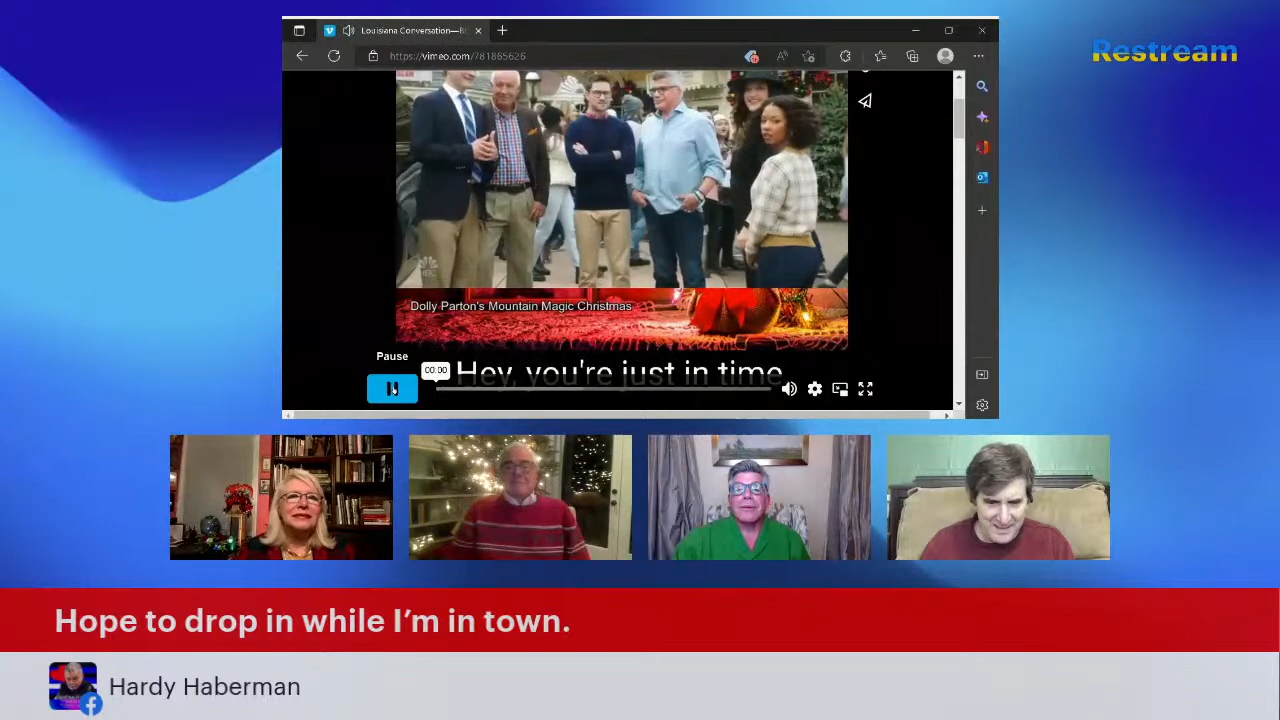 Louisiana Conversation—B
https://vimeo.com/781865626
Restream
NBC
Dolly Parton's Mountain Magic Christmas
Pause
00:00
Hey, you're just in time
Hope to drop in while I’m in town.
Hardy Haberman